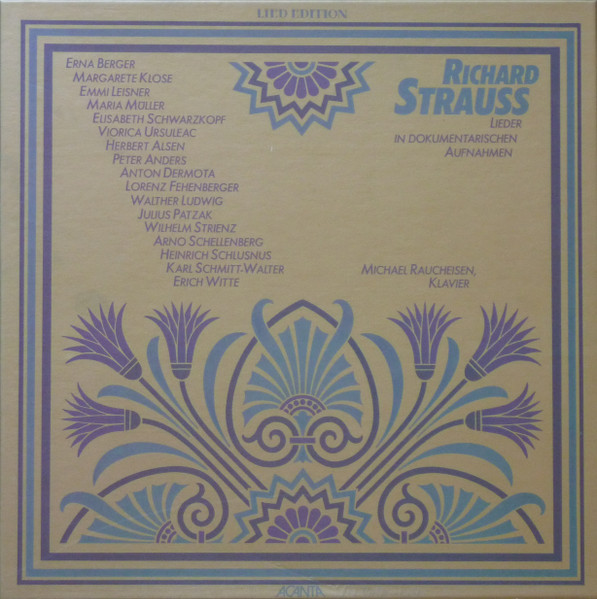 LIED EDITION
ERNA BERGER
MARGARETE KLOSE
EMMI LEISNER
MARIA MÜLLER
ELISABETH SCHWARZKOPF
VIORICA URSULEAC
HERBERT ALSEN
PETER ANDERS
ANTON DERMOTA
LORENZ FEHENBERGER
WALTHER LUDWIG
JULIUS PATZAK
WILHELM STRIENZ
ARNO SCHELLENBERG
HEINRICH SCHLUSNUS
KARL SCHMITT-WALTER
ERICH WITTE
RICHARD
STRAUSS
LIEDER
IN DOKUMENTARISCHEN
AUFNAHMEN
MICHAEL RAUCHEISEN,
KLAVIER
ACANTA